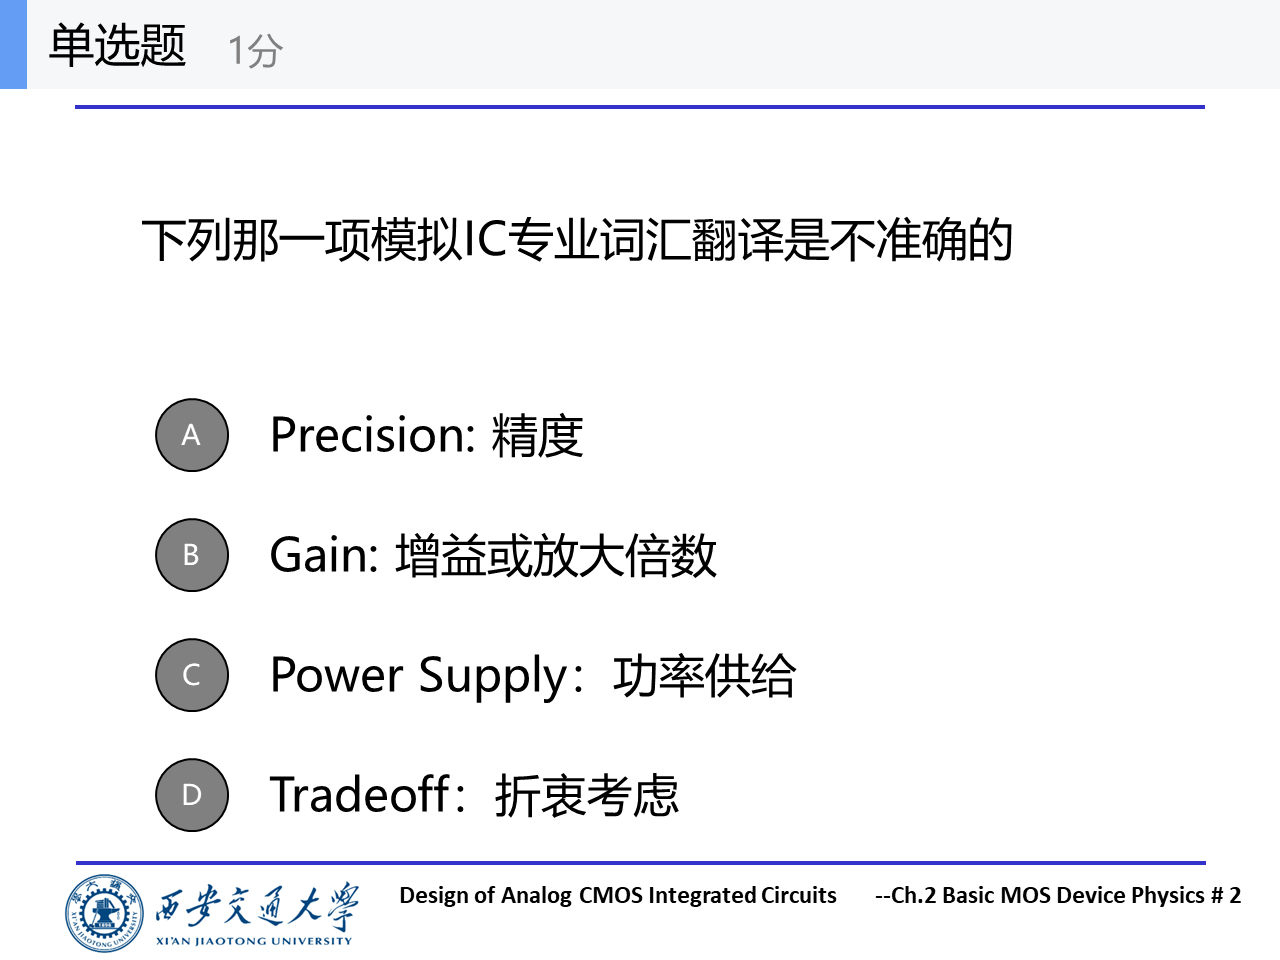 单选题 1分
下列那一项模拟IC专业词汇翻译是不准确的
A Precision: 精度
B Gain: 增益或放大倍数
C Power Supply：功率供给
D Tradeoff：折衷考虑
西安交通大学
XI'AN JIAOTONG UNIVERSITY
Design of Analog CMOS Integrated Circuits --Ch.2 Basic MOS Device Physics # 2